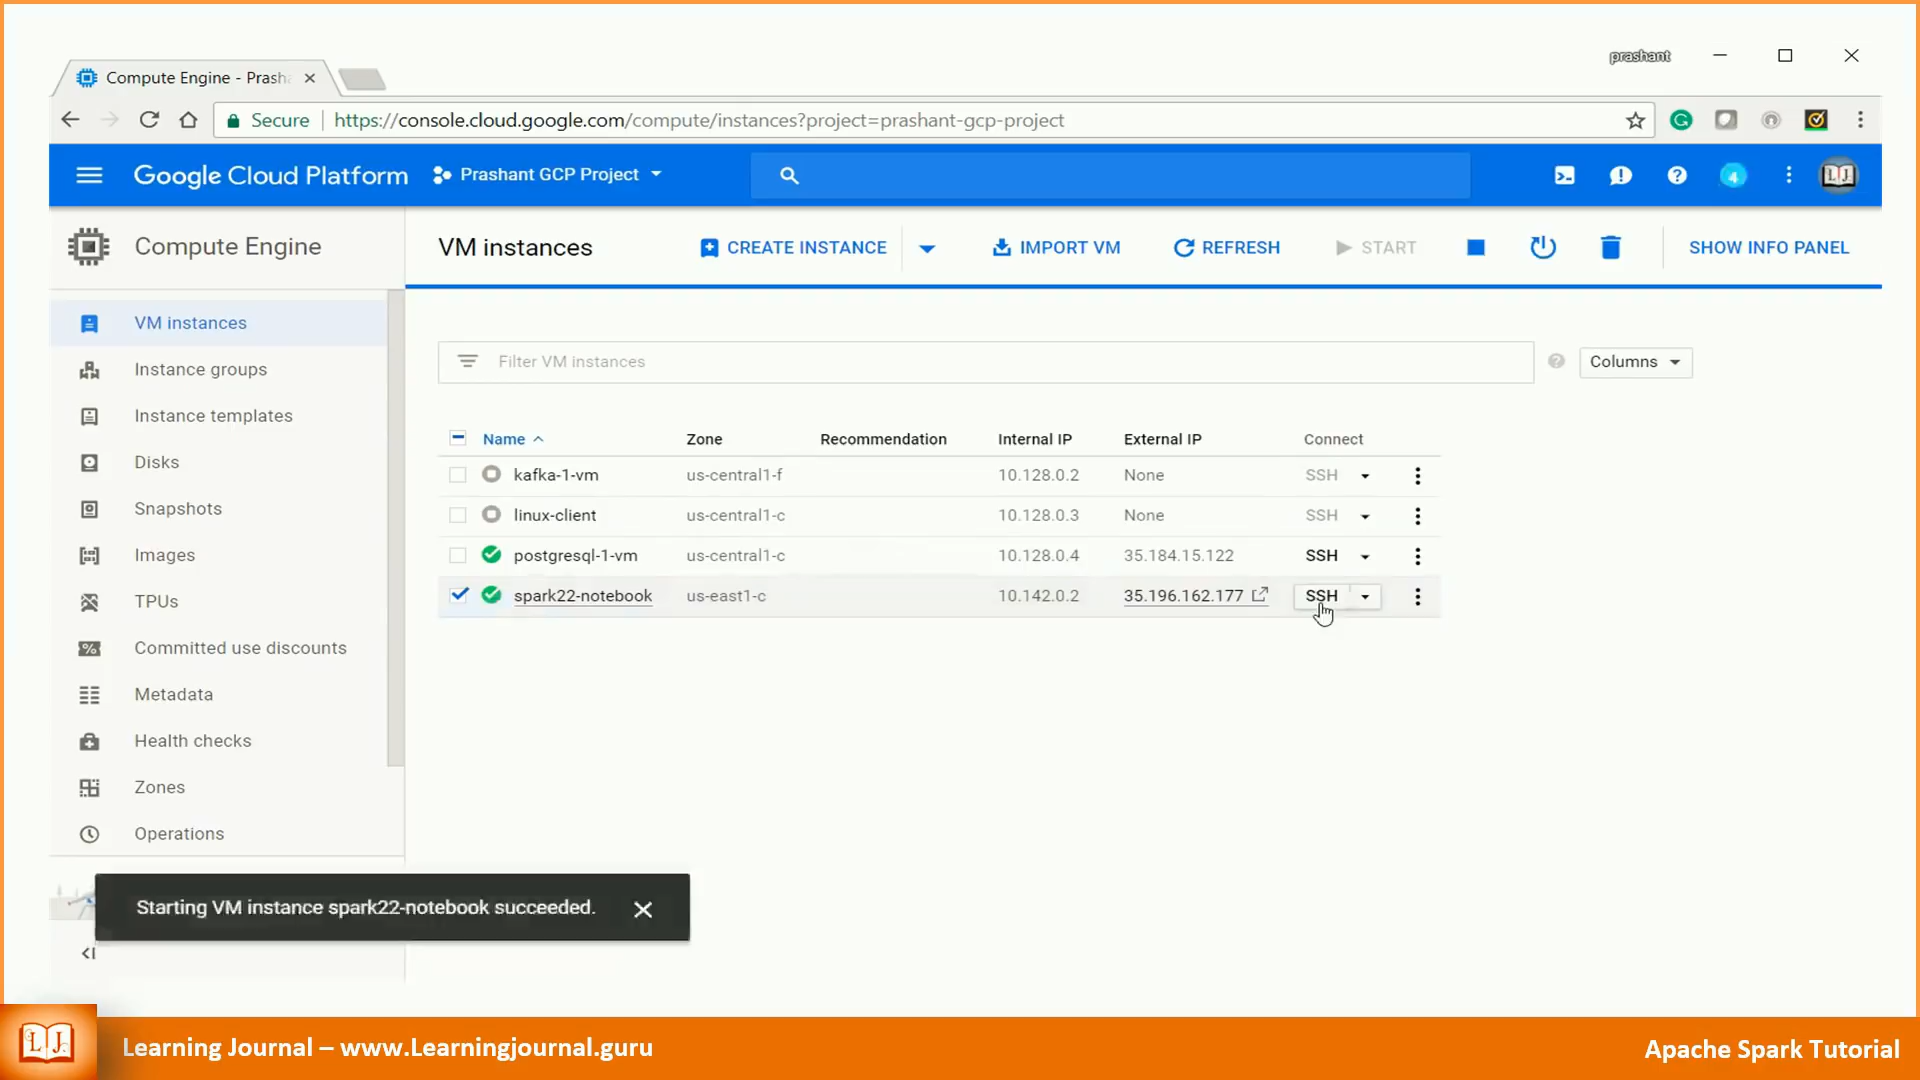 prashant
Compute Engine - Prash
Secure
https://console.cloud.google.com/compute/instances?project=prashant-gcp-project
Google Cloud Platform
Prashant GCP Project
4
LJ
Compute Engine
VM instances
CREATE INSTANCE
IMPORT VM
REFRESH
START
SHOW INFO PANEL
VM instances
Instance groups
Instance templates
Disks
Snapshots
Images
TPUs
Committed use discounts
Metadata
Health checks
Zones
Operations
Filter VM instances
Columns
Name Zone Recommendation Internal IP External IP Connect
kafka-1-vm us-central1-f 10.128.0.2 None SSH
linux-client us-central1-c 10.128.0.3 None SSH
postgresql-1-vm us-central1-c 10.128.0.4 35.184.15.122 SSH
spark22-notebook us-east1-c 10.142.0.2 35.196.162.177 SSH
Starting VM instance spark22-notebook succeeded.
LJ
Learning Journal – www.Learningjournal.guru
Apache Spark Tutorial